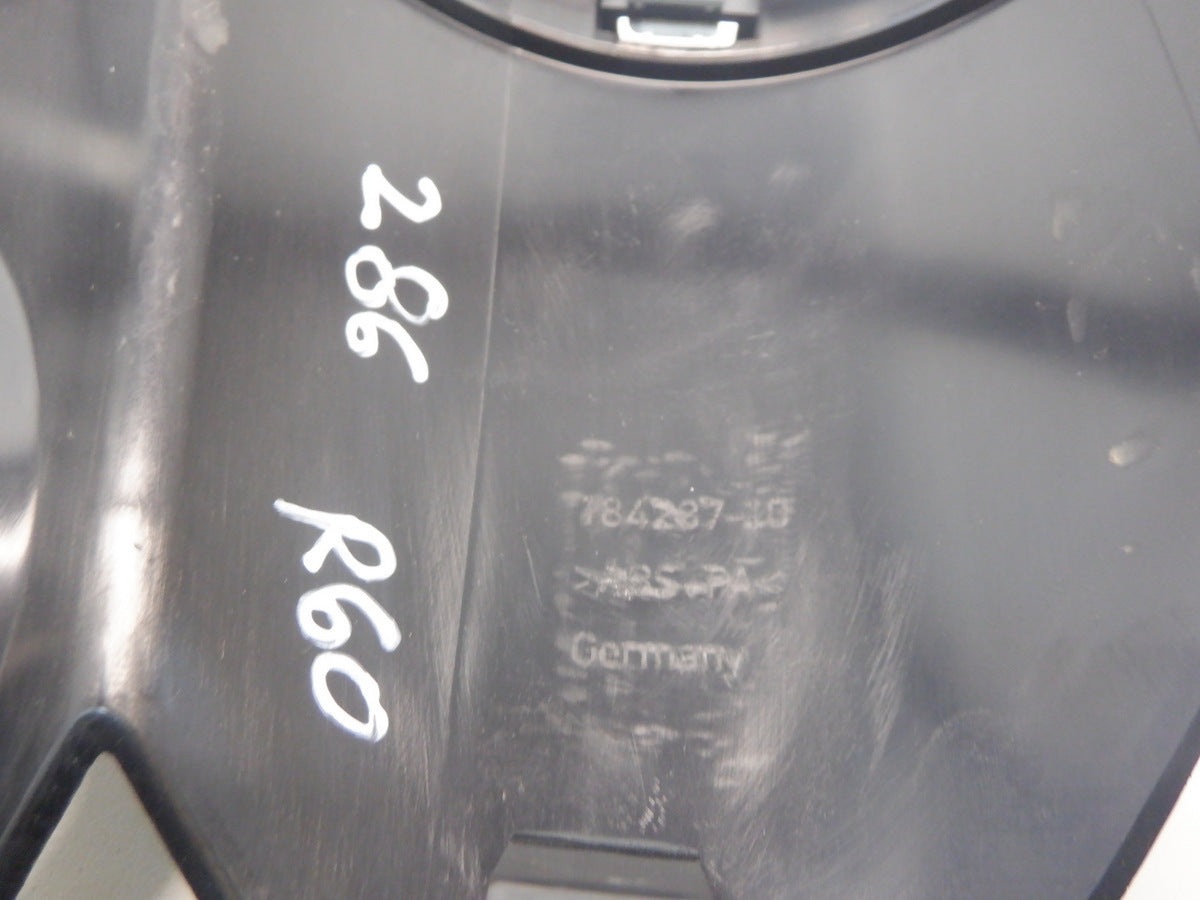 286 R60
784287-10
>ABS+PA<
Germany